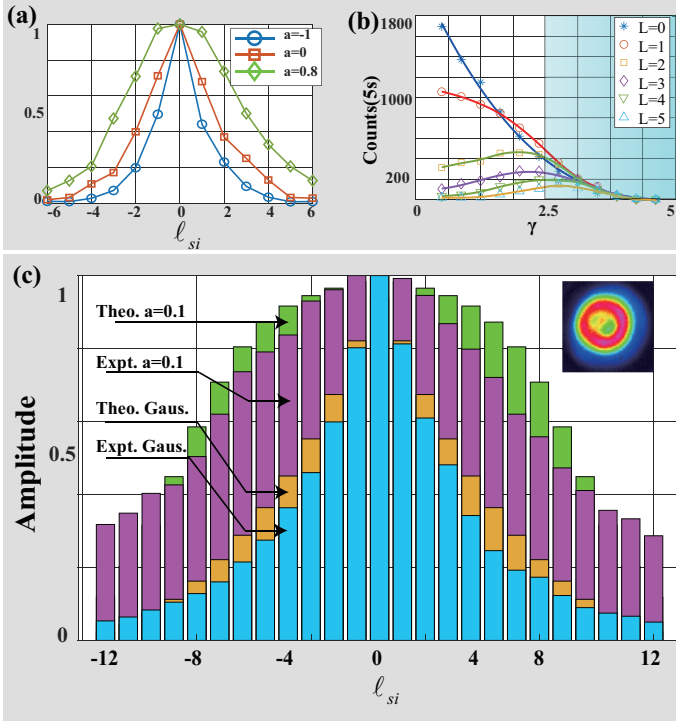 (a)
1
0.5
0
a=-1
a=0
a=0.8
-6
-4
-2
0
2
4
6
ℓsi
(b)
1800
1000
200
Counts(5s)
L=0
L=1
L=2
L=3
L=4
L=5
0
2.5
5
γ
(c)
1
0.5
0
Amplitude
Theo. a=0.1
Expt. a=0.1
Theo. Gaus.
Expt. Gaus.
-12
-8
-4
0
4
8
12
ℓsi